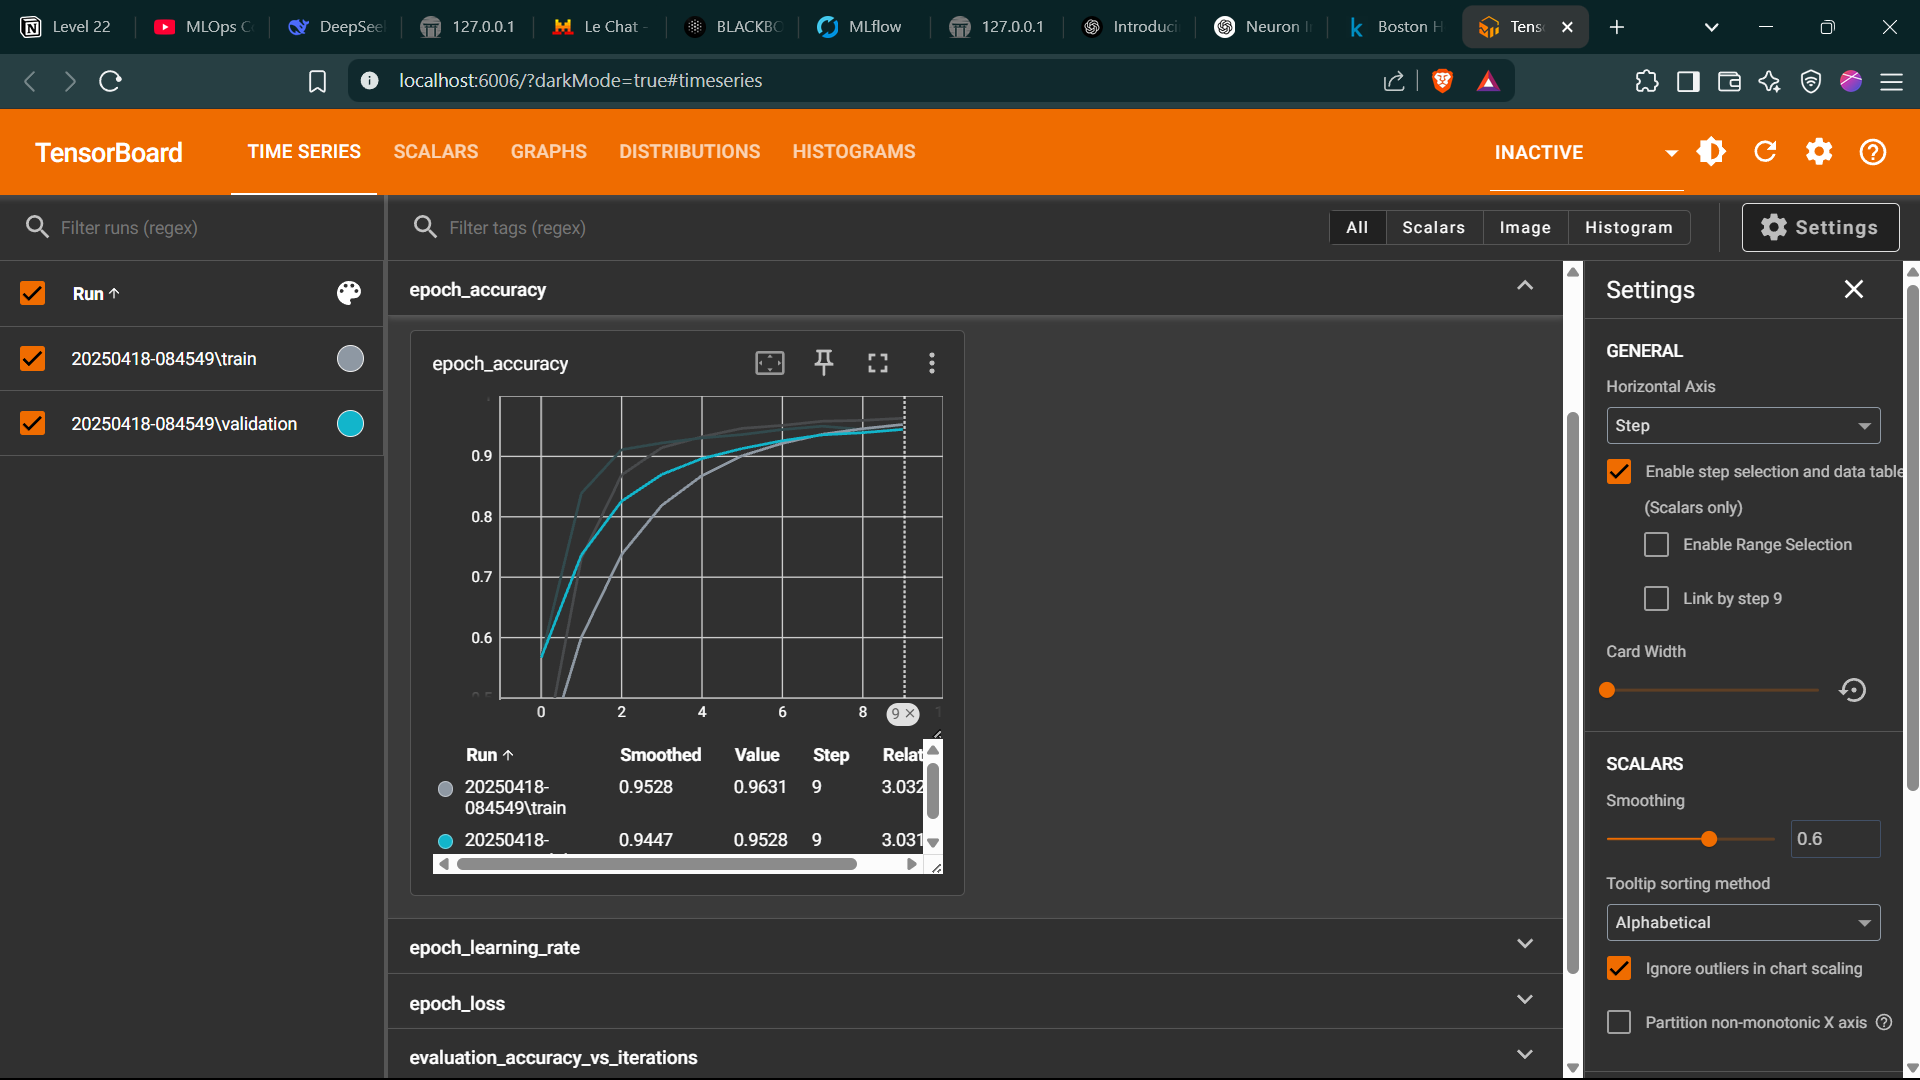 Level 22
MLOps C
DeepSeek
127.0.0.1
Le Chat -
BLACKBO
MLflow
127.0.0.1
Introduci
Neuron I
Boston H
Tens
localhost:6006/?darkMode=true#timeseries
TensorBoard
TIME SERIES
SCALARS
GRAPHS
DISTRIBUTIONS
HISTOGRAMS
INACTIVE
Filter runs (regex)
Filter tags (regex)
All
Scalars
Image
Histogram
Settings
Run
20250418-084549\train
20250418-084549\validation
epoch_accuracy
epoch_accuracy
0.9
0.8
0.7
0.6
0.5
0 2 4 6 8 9
Run Smoothed Value Step Relat
20250418-
084549\train 0.9528 0.9631 9 3.032
20250418- 0.9447 0.9528 9 3.031
epoch_learning_rate
epoch_loss
evaluation_accuracy_vs_iterations
Settings
GENERAL
Horizontal Axis
Step
Enable step selection and data table
(Scalars only)
Enable Range Selection
Link by step 9
Card Width
SCALARS
Smoothing
0.6
Tooltip sorting method
Alphabetical
Ignore outliers in chart scaling
Partition non-monotonic X axis